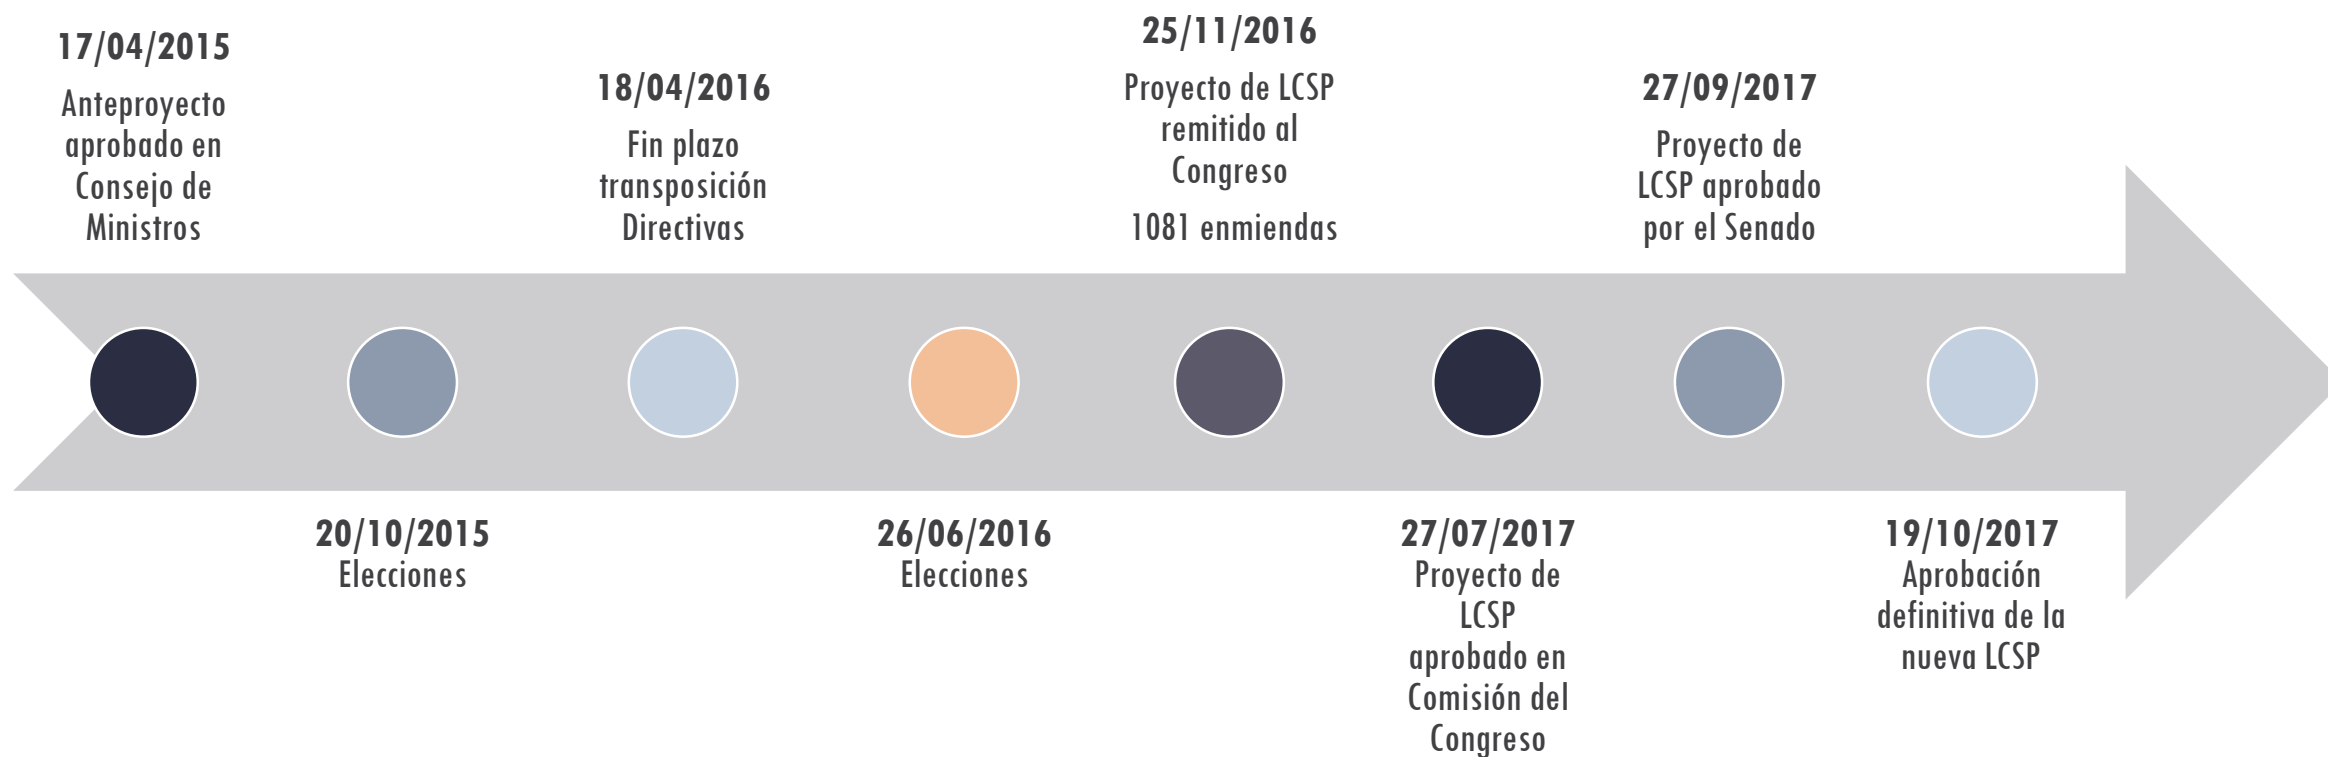 17/04/2015
Anteproyecto
aprobado en
Consejo de
Ministros
20/10/2015
Elecciones
18/04/2016
Fin plazo
transposición
Directivas
26/06/2016
Elecciones
25/11/2016
Proyecto de LCSP
remitido al
Congreso
1081 enmiendas
27/07/2017
Proyecto de
LCSP
aprobado en
Comisión del
Congreso
27/09/2017
Proyecto de
LCSP aprobado
por el Senado
19/10/2017
Aprobación
definitiva de la
nueva LCSP